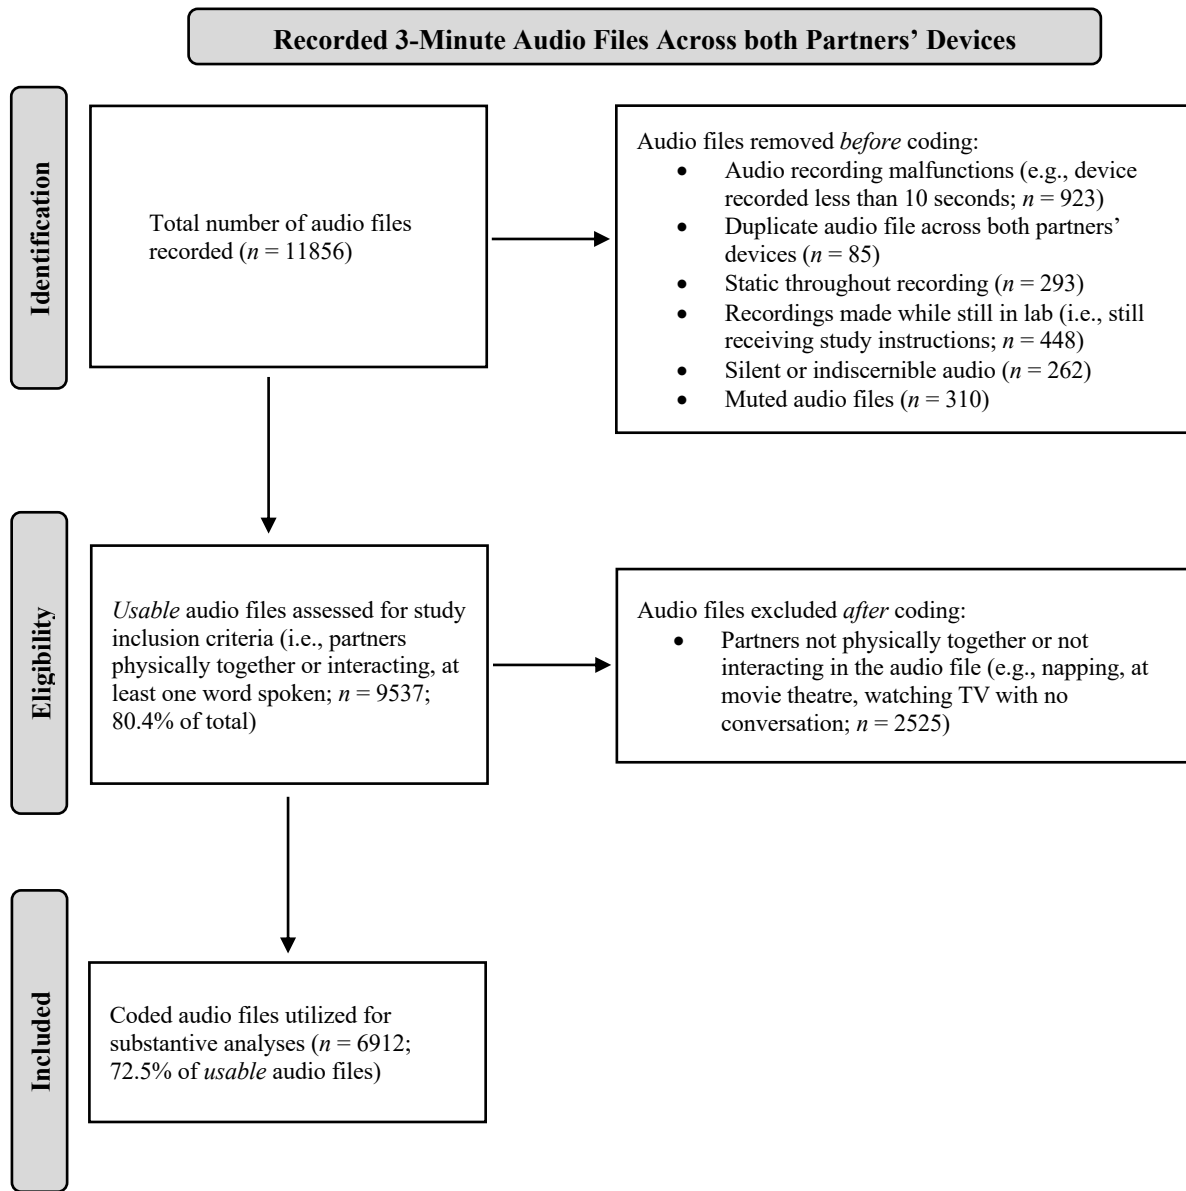 Recorded 3-Minute Audio Files Across both Partners’ Devices
Identification
Total number of audio files
recorded (n = 11856)
Audio files removed before coding:
• Audio recording malfunctions (e.g., device
recorded less than 10 seconds; n = 923)
• Duplicate audio file across both partners’
devices (n = 85)
• Static throughout recording (n = 293)
• Recordings made while still in lab (i.e., still
receiving study instructions; n = 448)
• Silent or indiscernible audio (n = 262)
• Muted audio files (n = 310)
Eligibility
Usable audio files assessed for study
inclusion criteria (i.e., partners
physically together or interacting, at
least one word spoken; n = 9537;
80.4% of total)
Audio files excluded after coding:
• Partners not physically together or not
interacting in the audio file (e.g., napping, at
movie theatre, watching TV with no
conversation; n = 2525)
Included
Coded audio files utilized for
substantive analyses (n = 6912;
72.5% of usable audio files)